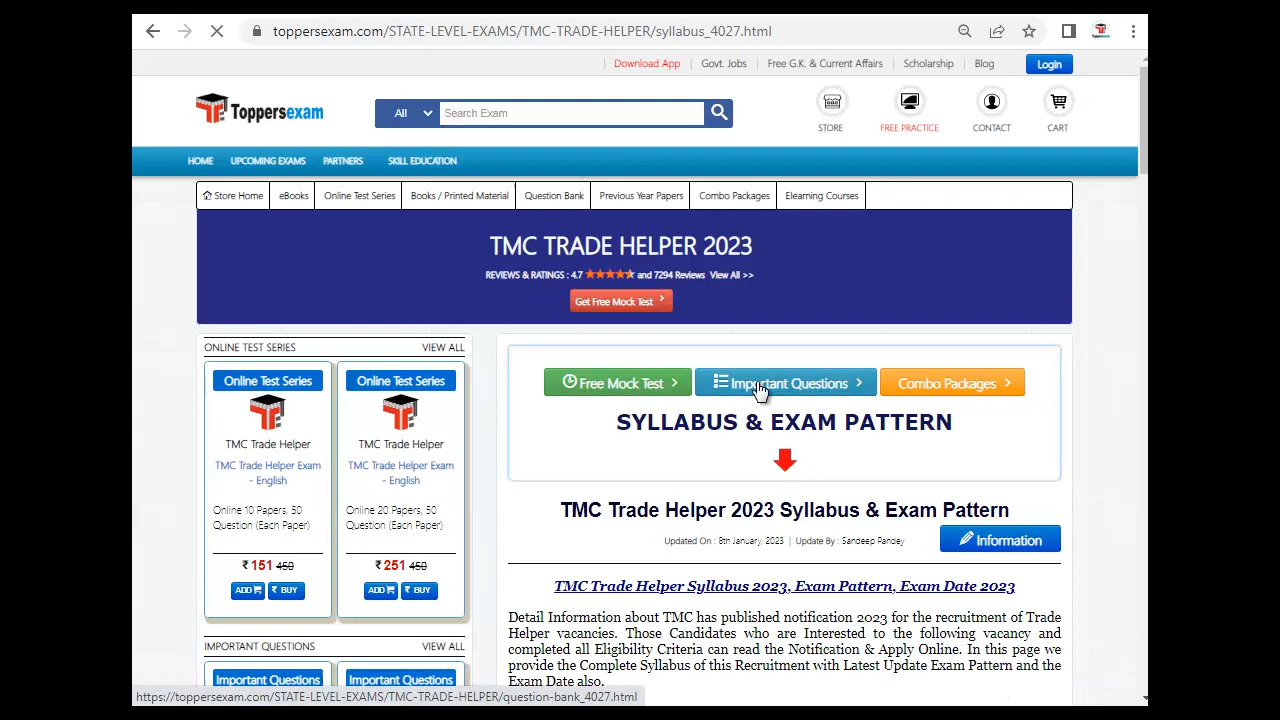 toppersexam.com/STATE-LEVEL-EXAMS/TMC-TRADE-HELPER/syllabus_4027.html
Download App Govt. Jobs Free G.K. & Current Affairs Scholarship Blog Login
Toppersexam
All Search Exam
STORE FREE PRACTICE CONTACT CART
HOME UPCOMING EXAMS PARTNERS SKILL EDUCATION
Store Home eBooks Online Test Series Books / Printed Material Question Bank Previous Year Papers Combo Packages Elearning Courses
TMC TRADE HELPER 2023
REVIEWS & RATINGS : 4.7 and 7294 Reviews View All >>
Get Free Mock Test
ONLINE TEST SERIES VIEW ALL
Online Test Series
TMC Trade Helper
TMC Trade Helper Exam
- English
Online 10 Papers, 50
Question (Each Paper)
₹ 151 450
ADD ₹ BUY
Online Test Series
TMC Trade Helper
TMC Trade Helper Exam
- English
Online 20 Papers, 50
Question (Each Paper)
₹ 251 450
ADD ₹ BUY
IMPORTANT QUESTIONS VIEW ALL
Important Questions Important Questions
Free Mock Test Important Questions Combo Packages
SYLLABUS & EXAM PATTERN
TMC Trade Helper 2023 Syllabus & Exam Pattern
Updated On : 8th January, 2023 | Update By : Sandeep Pandey
Information
TMC Trade Helper Syllabus 2023, Exam Pattern, Exam Date 2023
Detail Information about TMC has published notification 2023 for the recruitment of Trade
Helper vacancies. Those Candidates who are Interested to the following vacancy and
completed all Eligibility Criteria can read the Notification & Apply Online. In this page we
provide the Complete Syllabus of this Recruitment with Latest Update Exam Pattern and the
Exam Date also.
https://toppersexam.com/STATE-LEVEL-EXAMS/TMC-TRADE-HELPER/question-bank_4027.html